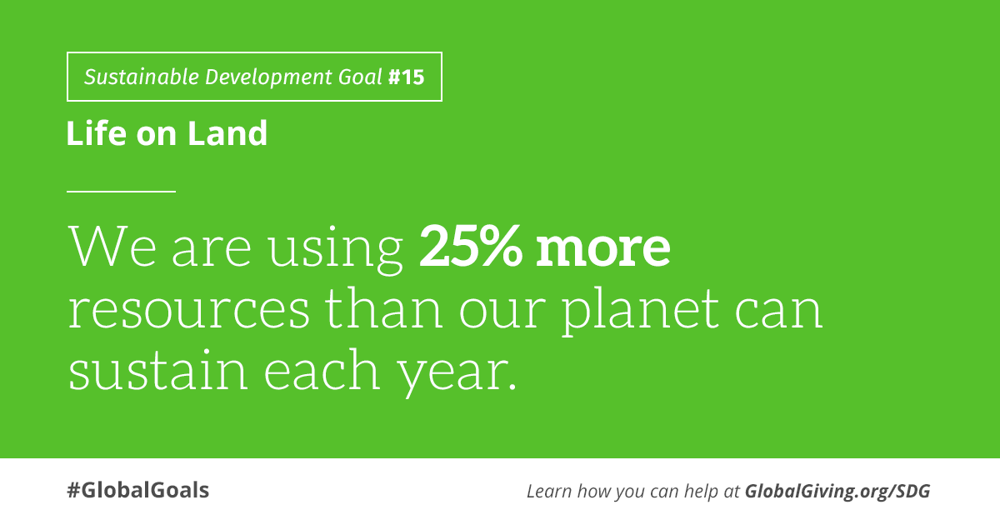 Sustainable Development Goal #15
Life on Land
We are using 25% more
resources than our planet can
sustain each year.
#GlobalGoals
Learn how you can help at GlobalGiving.org/SDG